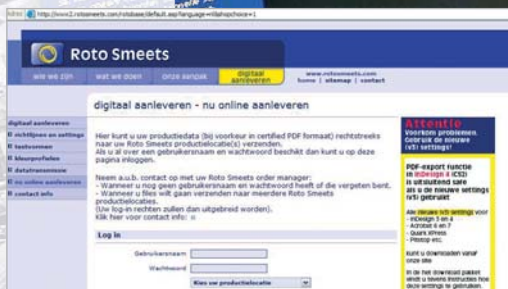 http://www2.rotosmeets.com/rotobase/default.asp?language=nl&shopchoice=1
Roto Smeets
wie we zijn
wat we doen
onze aanpak
digitaal
aanleveren
www.rotosmeets.com
home | sitemap | contact
digitaal aanleveren - nu online aanleveren
digitaal aanleveren
richtlijnen en settings
testvormen
kleurprofielen
datatransmissie
nu online aanleveren
contact info
Hier kunt u uw productiedata (bij voorkeur in certified PDF formaat) rechtstreeks
naar uw Roto Smeets productielocatie(s) verzenden.
Als u al over een gebruikersnaam en wachtwoord beschikt dan kunt u op deze
pagina inloggen.
Neem a.u.b. contact op met uw Roto Smeets order manager:
- Wanneer u nog geen gebruikersnaam en wachtwoord heeft of die vergeten bent.
- Wanneer u files wilt gaan verzenden naar meerdere Roto Smeets
productielocaties.
(Uw log-in rechten zullen dan uitgebreid worden).
Klik hier voor contact info:
Log in
Gebruikersnaam
Wachtwoord
Kies uw productielocatie
Attentie
Voorkom problemen.
Gebruik de nieuwe
(v5) settings!
PDF-export functie
in InDesign 4 (CS2)
is uitsluitend safe
als u de nieuwe settings
(v5) gebruikt
Alle nieuwe (v5) settings voor
- InDesign 3 en 4
- Acrobat 6 en 7
- Quark XPress
- Pitstop etc.
kunt u downloaden vanaf
onze site
In de het download pakket
vindt u tevens instructies hoe
deze settings te gebruiken.